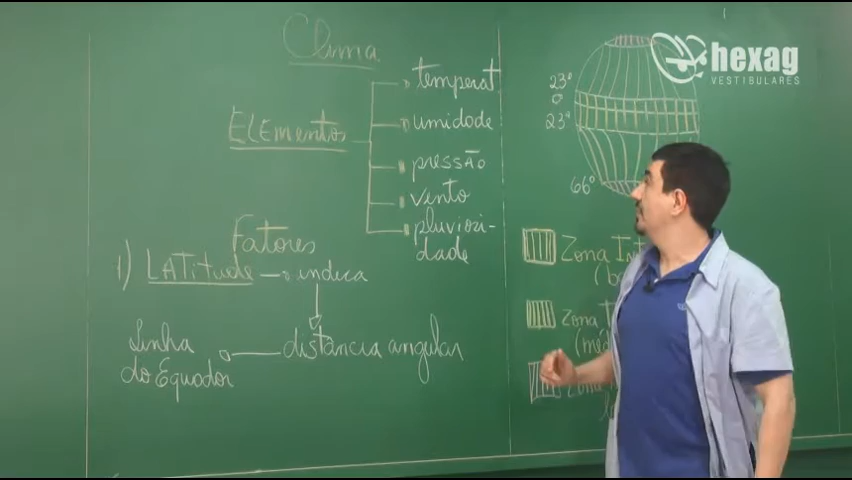 Clima
hexag
VESTIBULARES
ELEMENTOS
temperat
umidade
pressão
vento
pluviosi-
dade
23°
0
23°
66°
Fatores
1) LATITUDE indica
distância angular
Linha
do Equador
Zona
Zona
Zona